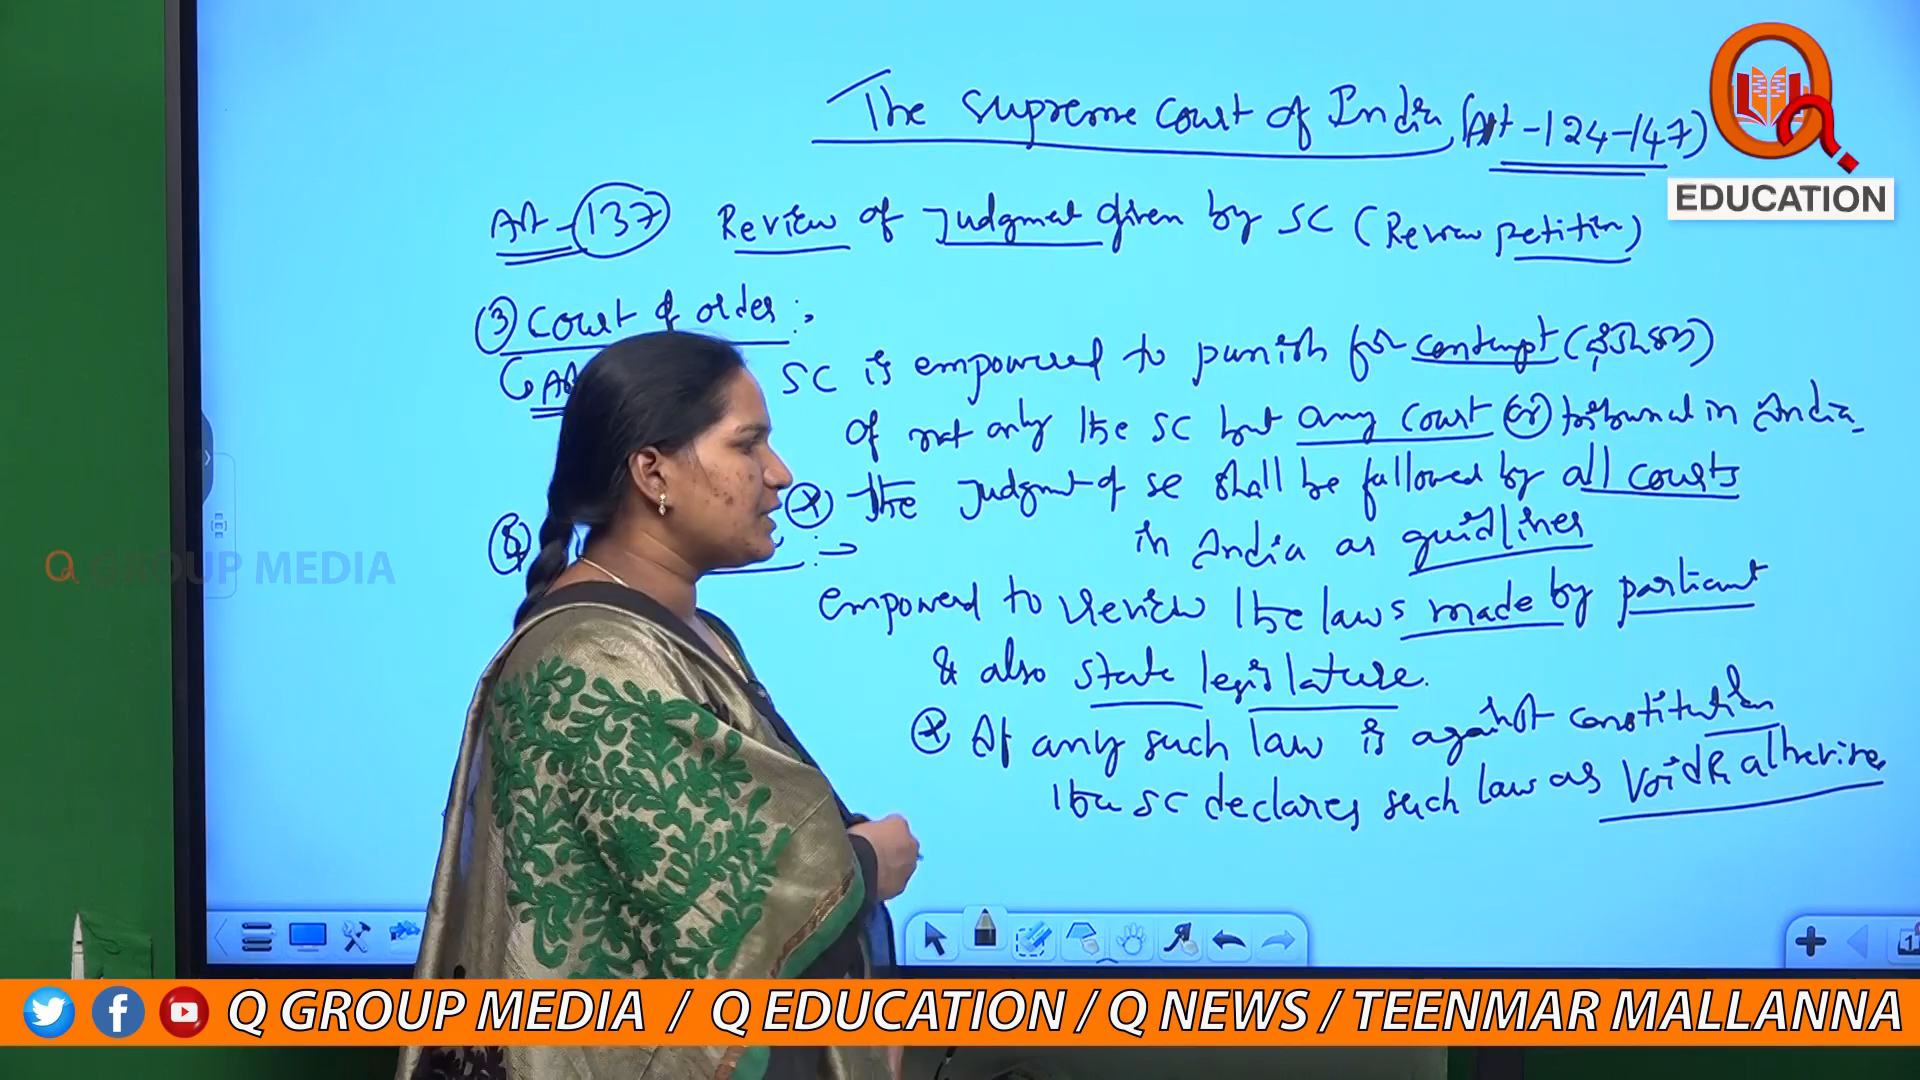 The Supreme Court of India (Art-124-147)
EDUCATION
Art-137 Review of Judgment given by SC (Review petition)
③ Court of order :-
SC is empowered to punish for contempt
of not only the SC but any court (or) tribunal in India
* The Judgment of SC shall be followed by all courts
in India as guidlines
empowered to review the laws made by parliament
& also state legislature.
* If any such law is against constitution
the SC declares such law as void
Q GROUP MEDIA
Q GROUP MEDIA / Q EDUCATION / Q NEWS / TEENMAR MALLANNA